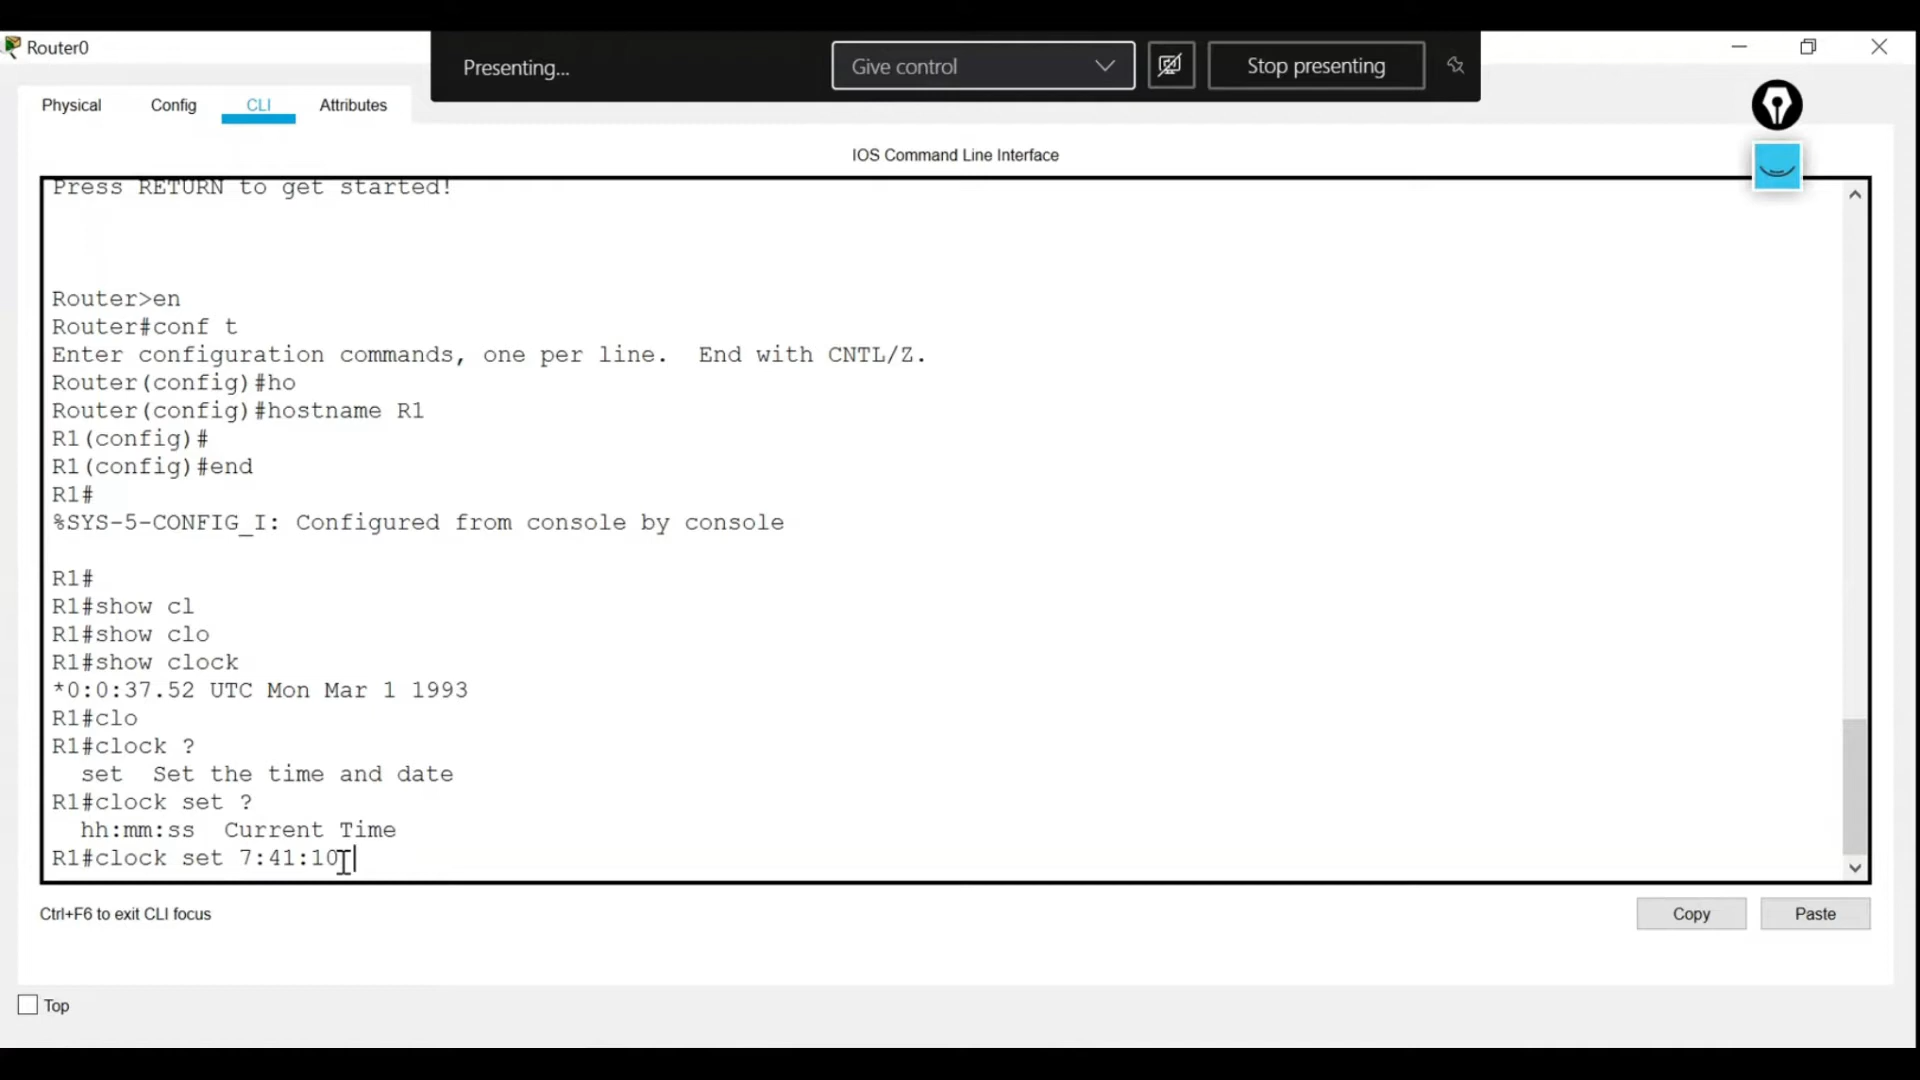 Router0
Presenting...
Give control
Stop presenting
Physical
Config
CLI
Attributes
IOS Command Line Interface
Press RETURN to get started!
Router>en
Router#conf t
Enter configuration commands, one per line.  End with CNTL/Z.
Router(config)#ho
Router(config)#hostname R1
R1(config)#
R1(config)#end
R1#
%SYS-5-CONFIG_I: Configured from console by console
R1#
R1#show cl
R1#show clo
R1#show clock
*0:0:37.52 UTC Mon Mar 1 1993
R1#clo
R1#clock ?
  set  Set the time and date
R1#clock set ?
  hh:mm:ss  Current Time
R1#clock set 7:41:10
Ctrl+F6 to exit CLI focus
Copy
Paste
Top